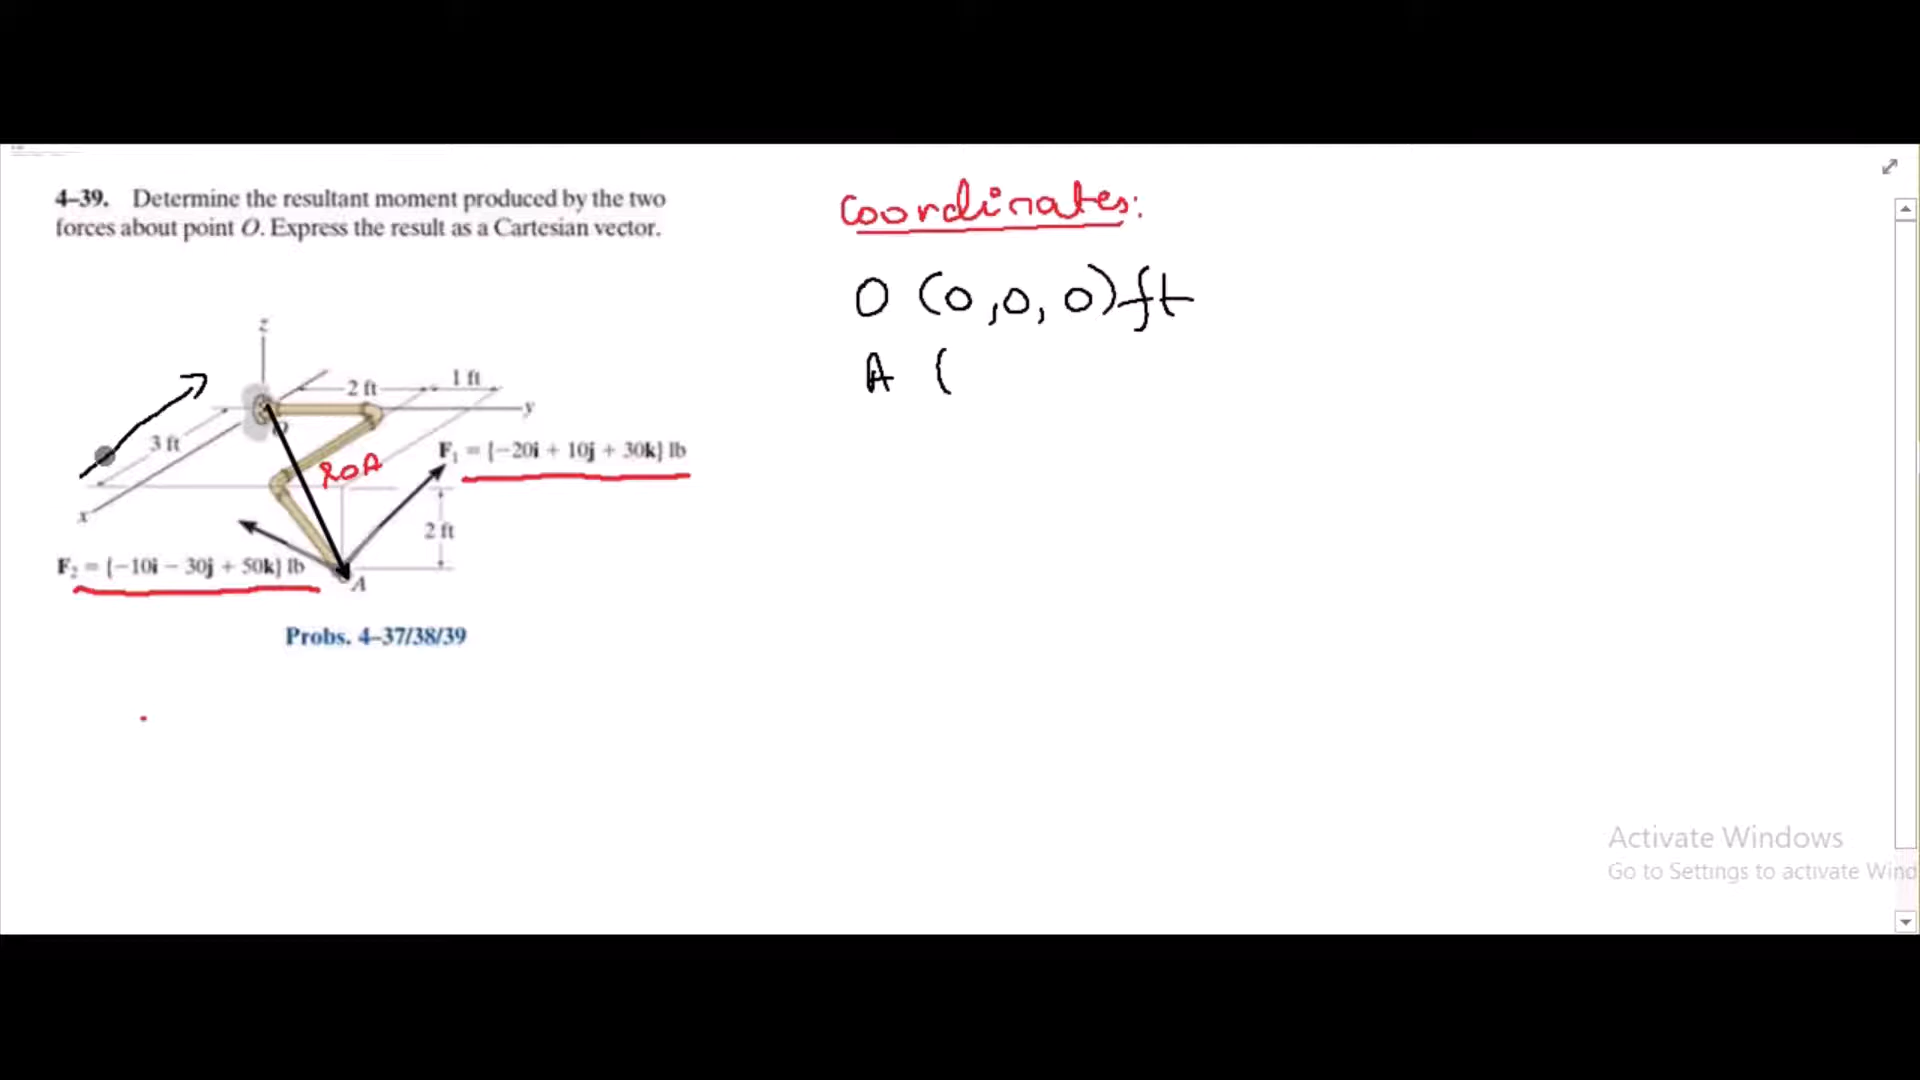 4–39. Determine the resultant moment produced by the two
forces about point O. Express the result as a Cartesian vector.
Coordinates:
O (0,0,0)ft
A (
z
2 ft
1 ft
y
3 ft
O
F₁ = {−20i + 10j + 30k} lb
rOA
x
2 ft
F₂ = {−10i − 30j + 50k} lb
A
Probs. 4–37/38/39
Activate Windows
Go to Settings to activate Wind